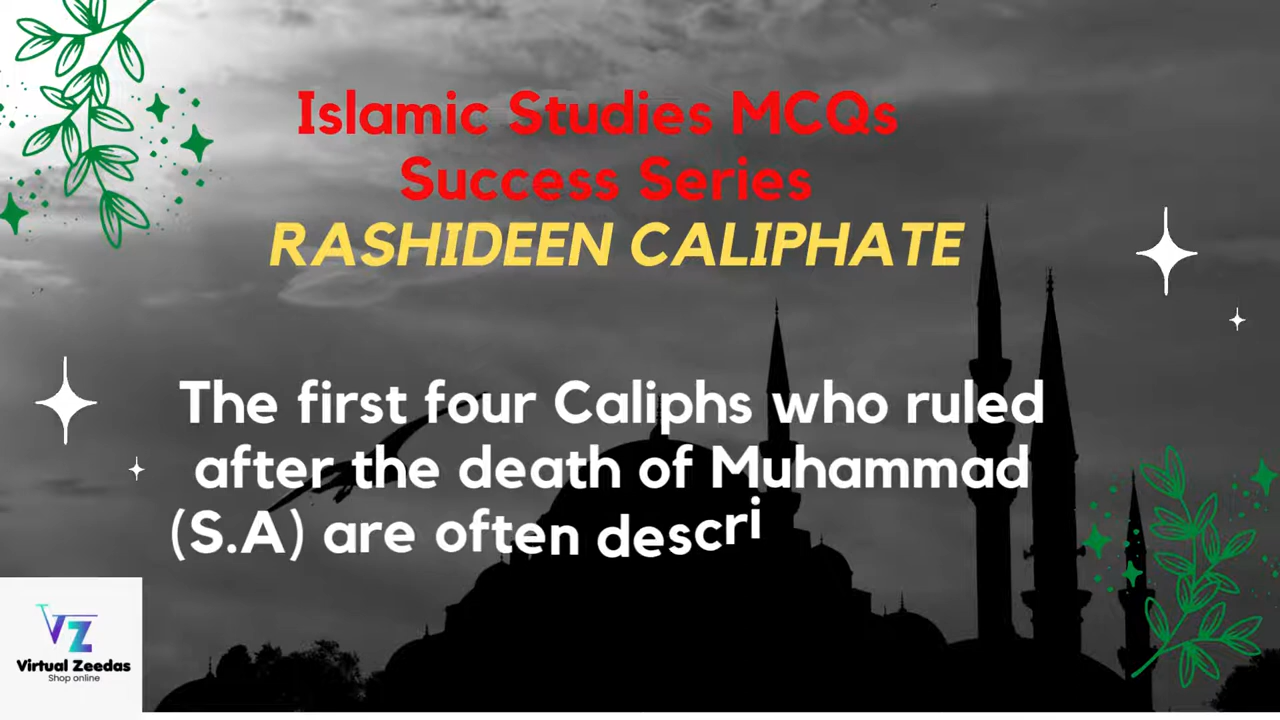 Islamic Studies MCQs
Success Series
RASHIDEEN CALIPHATE
The first four Caliphs who ruled
after the death of Muhammad
(S.A) are often descri
VZ
Virtual Zeedas
Shop online